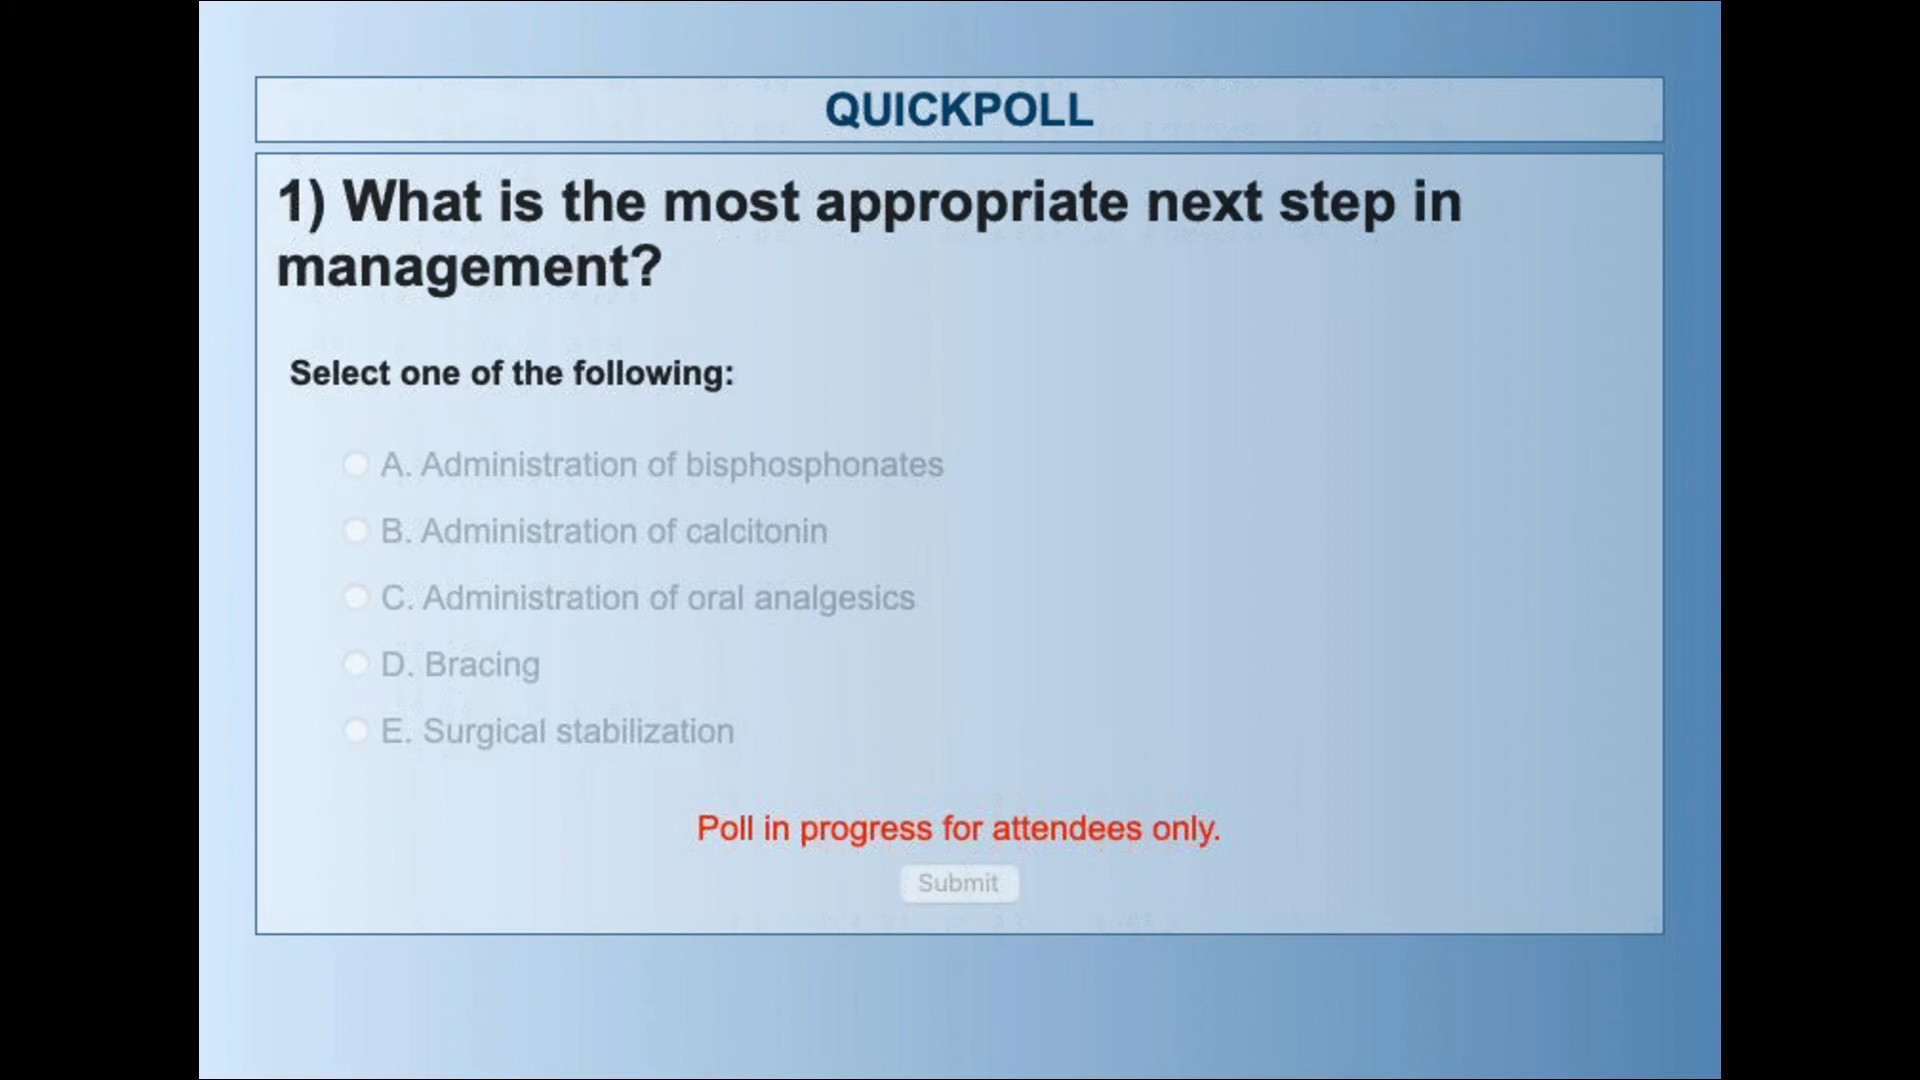 QUICKPOLL
1) What is the most appropriate next step in
management?
Select one of the following:
A. Administration of bisphosphonates
B. Administration of calcitonin
C. Administration of oral analgesics
D. Bracing
E. Surgical stabilization
Poll in progress for attendees only.
Submit